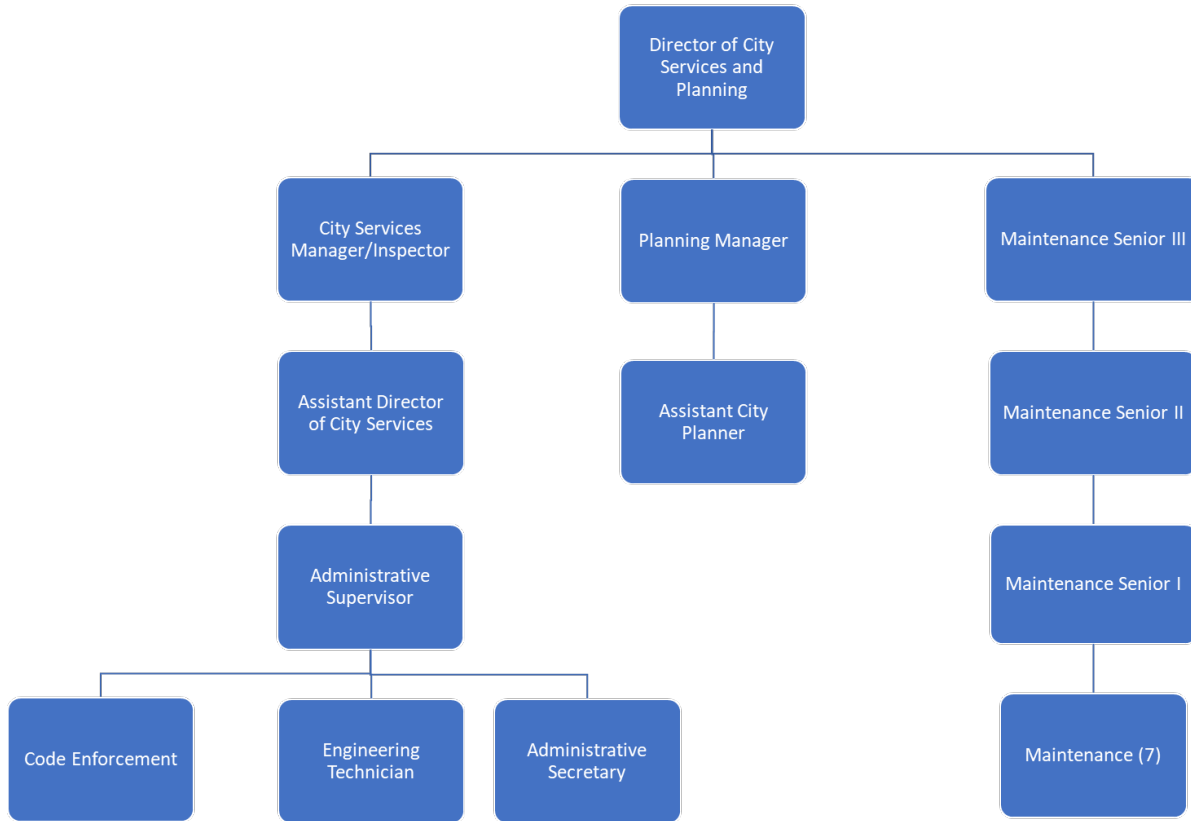 Director of City
Services and
Planning
City Services
Manager/Inspector
Planning Manager
Maintenance Senior III
Assistant Director
of City Services
Assistant City
Planner
Maintenance Senior II
Administrative
Supervisor
Maintenance Senior I
Code Enforcement
Engineering
Technician
Administrative
Secretary
Maintenance (7)